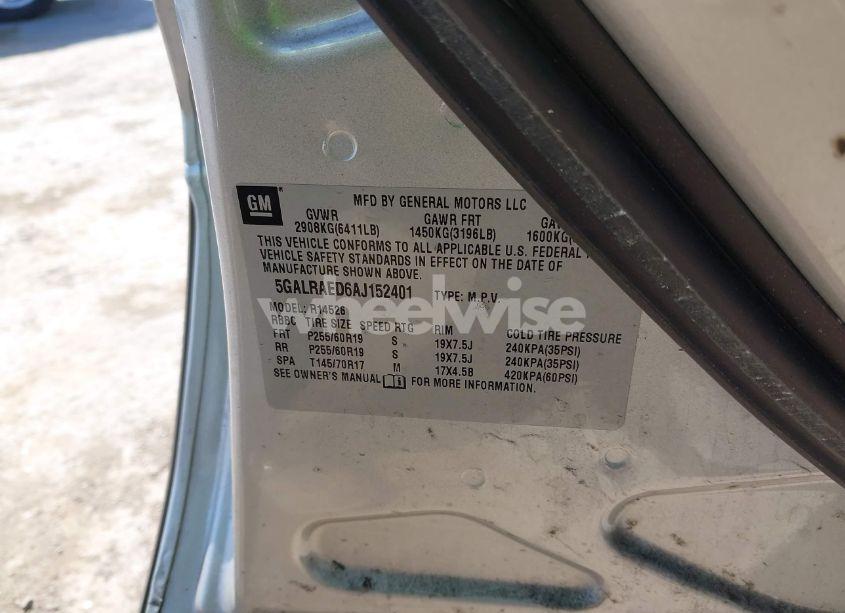 GM
MFD BY GENERAL MOTORS LLC
GVWR GAWR FRT
2908KG(6411LB) 1450KG(3196LB) 1600KG(
THIS VEHICLE CONFORMS TO ALL APPLICABLE U.S. FEDERAL
VEHICLE SAFETY STANDARDS IN EFFECT ON THE DATE OF
MANUFACTURE SHOWN ABOVE.
5GALRAED6AJ152401 TYPE: M.P.V.
wheelwise
MODEL: R14526
RBBC TIRE SIZE SPEED RTG RIM COLD TIRE PRESSURE
FRT P255/60R19 S 19X7.5J 240KPA(35PSI)
RR P255/60R19 S 19X7.5J 240KPA(35PSI)
SPA T145/70R17 M 17X4.5B 420KPA(60PSI)
SEE OWNER'S MANUAL FOR MORE INFORMATION.